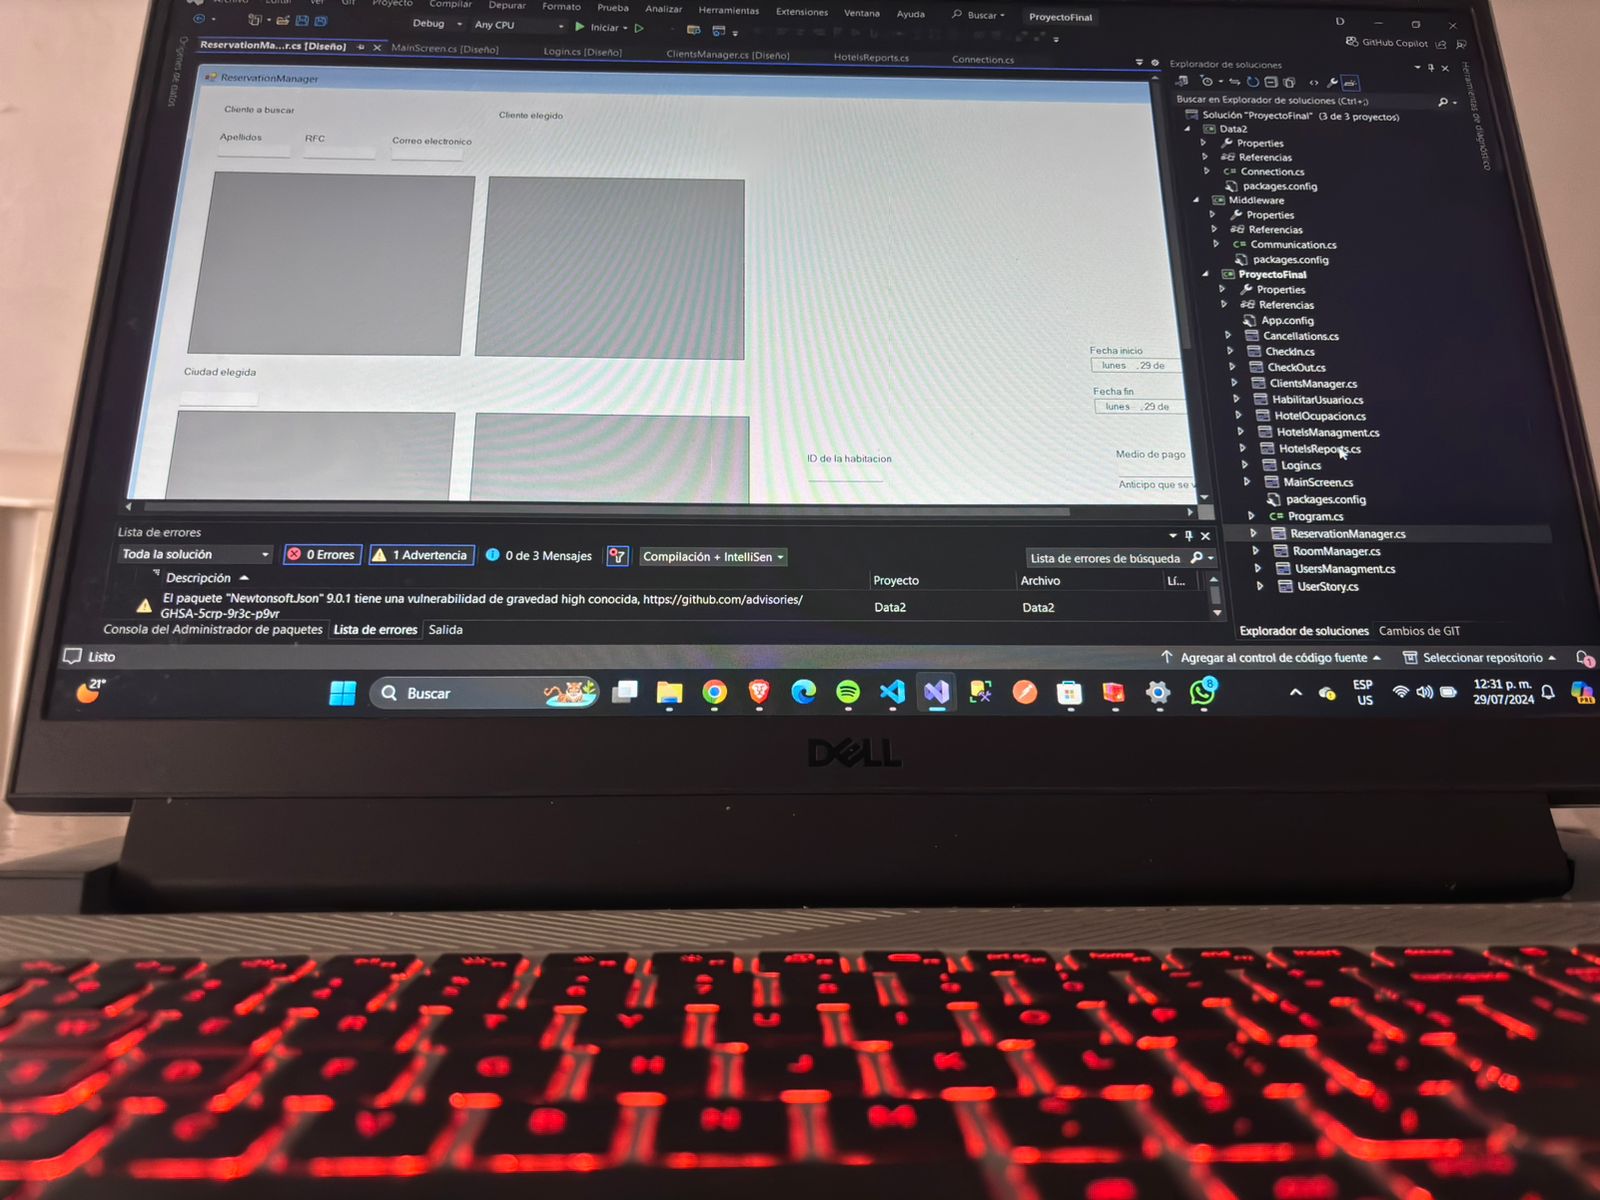 Archivo Editar Ver Git Proyecto Compilar Depurar Formato Prueba Analizar Herramientas Extensiones Ventana Ayuda Buscar ProyectoFinal
Debug Any CPU Iniciar GitHub Copilot
ReservationMa...r.cs [Diseño] MainScreen.cs [Diseño] Login.cs [Diseño] ClientsManager.cs [Diseño] HotelsReports.cs Connection.cs
Orígenes de datos
ReservationManager
Cliente a buscar
Cliente elegido
Apellidos RFC Correo electronico
Ciudad elegida
Fecha inicio
lunes , 29 de
Fecha fin
lunes , 29 de
ID de la habitacion
Medio de pago
Anticipo que se
Explorador de soluciones
Buscar en Explorador de soluciones (Ctrl+;)
Solución "ProyectoFinal" (3 de 3 proyectos)
Data2
Properties
Referencias
C# Connection.cs
packages.config
Middleware
Properties
Referencias
C# Communication.cs
packages.config
ProyectoFinal
Properties
Referencias
App.config
Cancellations.cs
CheckIn.cs
CheckOut.cs
ClientsManager.cs
HabilitarUsuario.cs
HotelOcupacion.cs
HotelsManagment.cs
HotelsReports.cs
Login.cs
MainScreen.cs
packages.config
C# Program.cs
ReservationManager.cs
RoomManager.cs
UsersManagment.cs
UserStory.cs
Explorador de soluciones Cambios de GIT
Herramientas de diagnóstico
Lista de errores
Toda la solución 0 Errores 1 Advertencia 0 de 3 Mensajes Compilación + IntelliSen Lista de errores de búsqueda
Descripción Proyecto Archivo Lí...
El paquete "Newtonsoft.Json" 9.0.1 tiene una vulnerabilidad de gravedad high conocida, https://github.com/advisories/
GHSA-5crp-9r3c-p9vr Data2 Data2
Consola del Administrador de paquetes Lista de errores Salida
Listo Agregar al control de código fuente Seleccionar repositorio 1
21° Buscar 8 ESP US 12:31 p. m. 29/07/2024
DELL